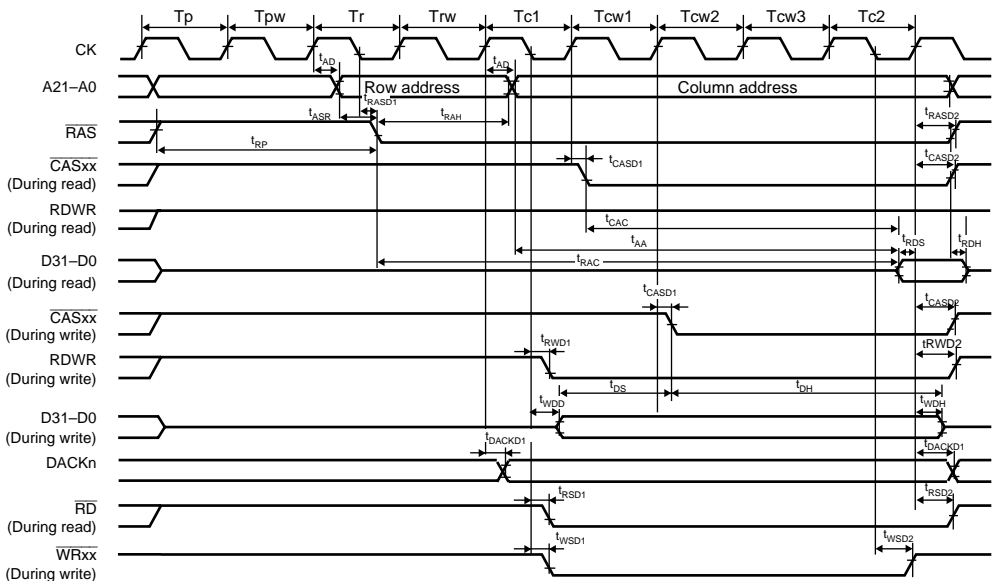 Tp Tpw Tr Trw Tc1 Tcw1 Tcw2 Tcw3 Tc2
CK
tAD tAD
A21–A0 Row address Column address
tRASD1
tASR tRAH tRASD2
RAS
tRP
tCASD1 tCASD2
CASxx
(During read)
RDWR
(During read)
tCAC
tAA tRDS tRDH
D31–D0
(During read)
tRAC
tCASD1 tCASD2
CASxx
(During write)
tRWD1 tRWD2
RDWR
(During write)
tDS tDH
tWDD tWDH
D31–D0
(During write)
tDACKD1 tDACKD1
DACKn
tRSD1 tRSD2
RD
(During read)
tWSD1 tWSD2
WRxx
(During write)